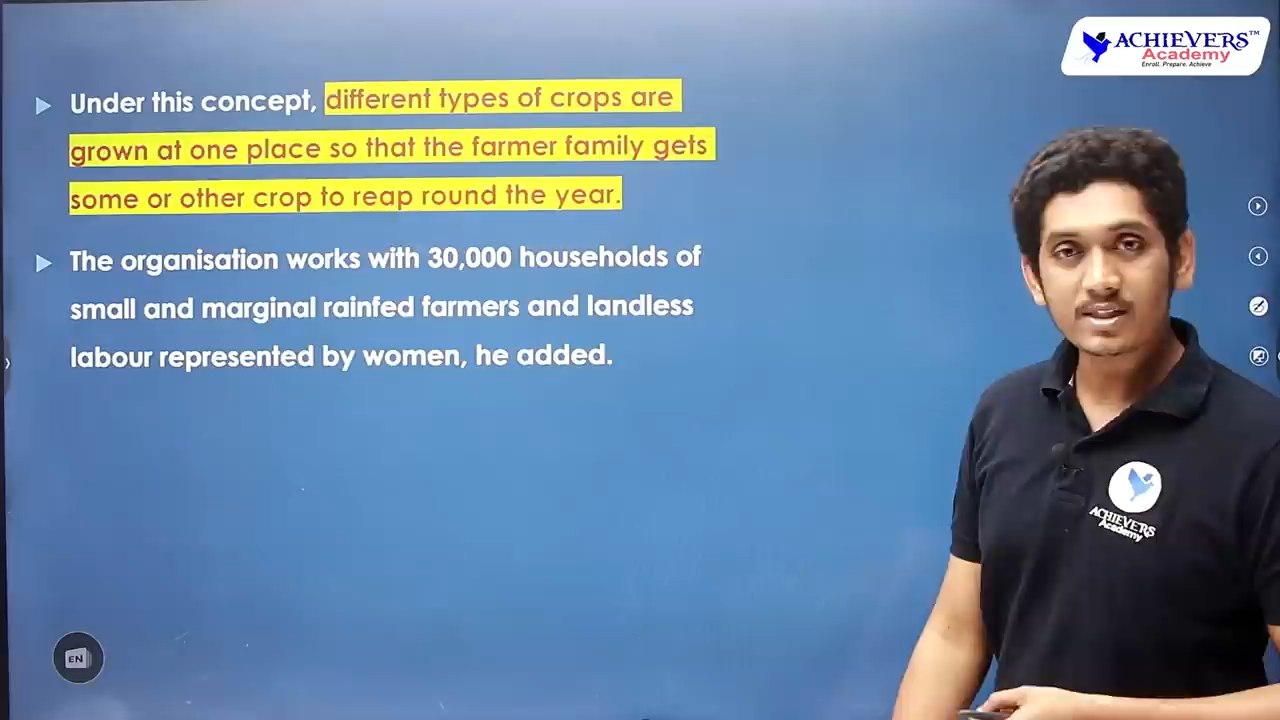 ACHIEVERS™
Academy
Enroll. Prepare. Achieve
Under this concept, different types of crops are
grown at one place so that the farmer family gets
some or other crop to reap round the year.
The organisation works with 30,000 households of
small and marginal rainfed farmers and landless
labour represented by women, he added.
ACHIEVERS
Academy
EN